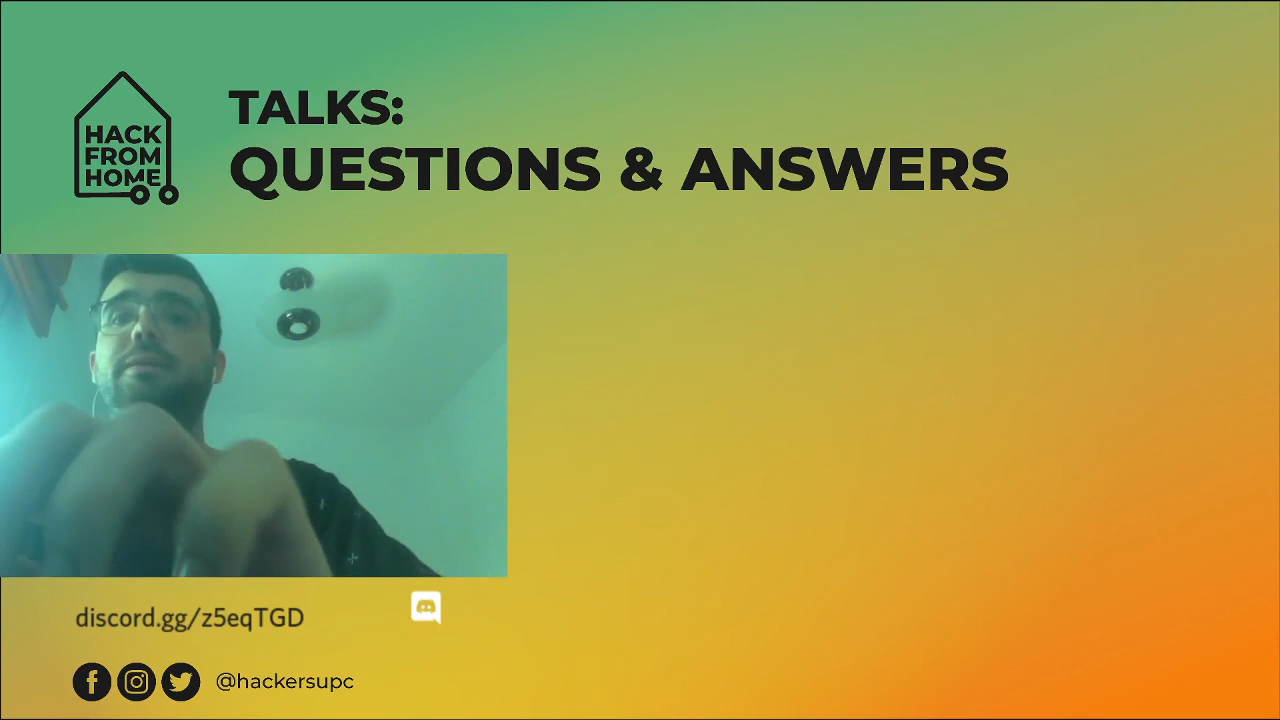 HACK
FROM
HOME
TALKS:
QUESTIONS & ANSWERS
discord.gg/z5eqTGD
@hackersupc